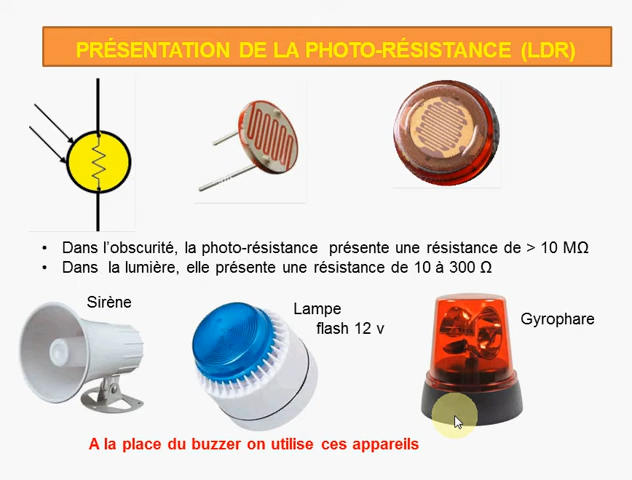 PRÉSENTATION DE LA PHOTO-RÉSISTANCE (LDR)
• Dans l’obscurité, la photo-résistance présente une résistance de > 10 MΩ
• Dans la lumière, elle présente une résistance de 10 à 300 Ω
Sirène
Lampe
flash 12 v
Gyrophare
A la place du buzzer on utilise ces appareils